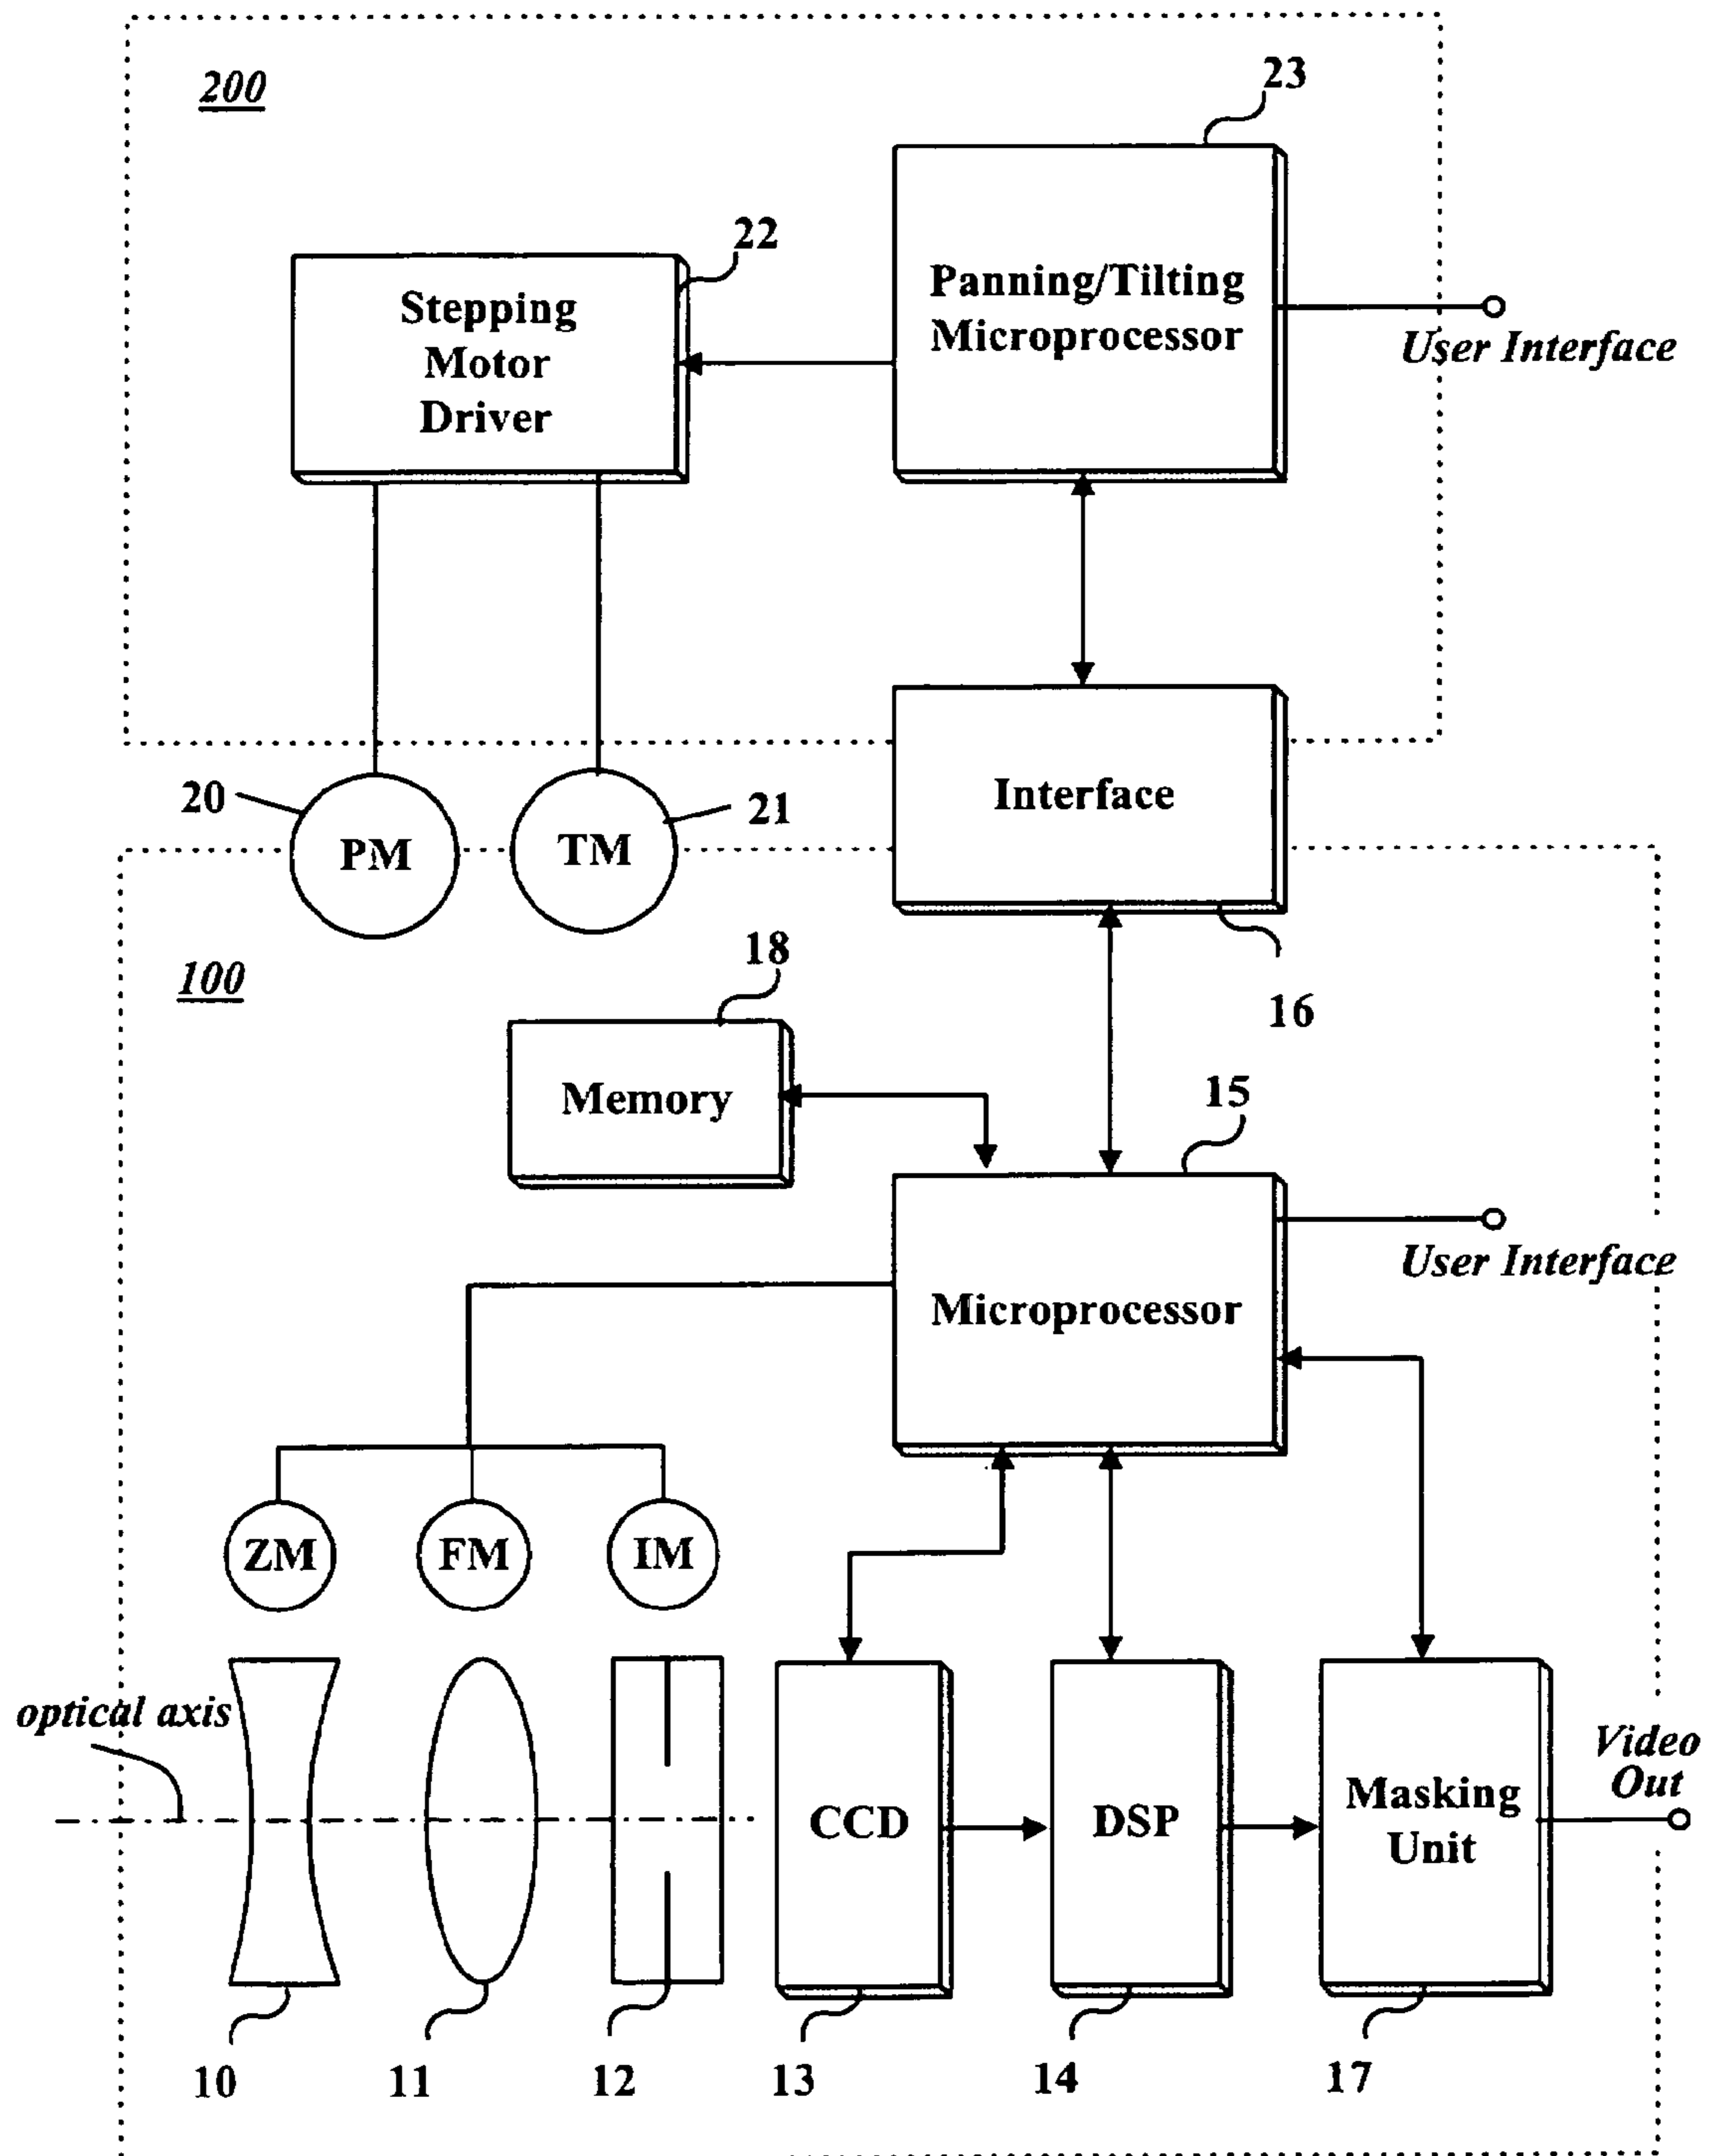 200
23
22
Stepping
Motor
Driver
Panning/Tilting
Microprocessor
User Interface
20
PM
TM
21
Interface
16
100
18
Memory
15
Microprocessor
User Interface
ZM
FM
IM
optical axis
CCD
DSP
Masking
Unit
Video
Out
10
11
12
13
14
17